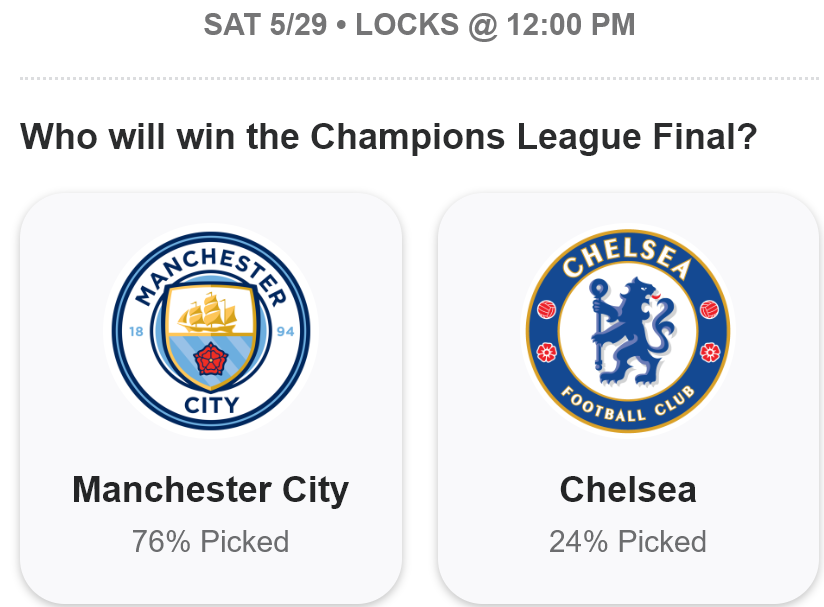 SAT 5/29 • LOCKS @ 12:00 PM
Who will win the Champions League Final?
MANCHESTER
18 94
CITY
CHELSEA
FOOTBALL CLUB
Manchester City
Chelsea
76% Picked
24% Picked